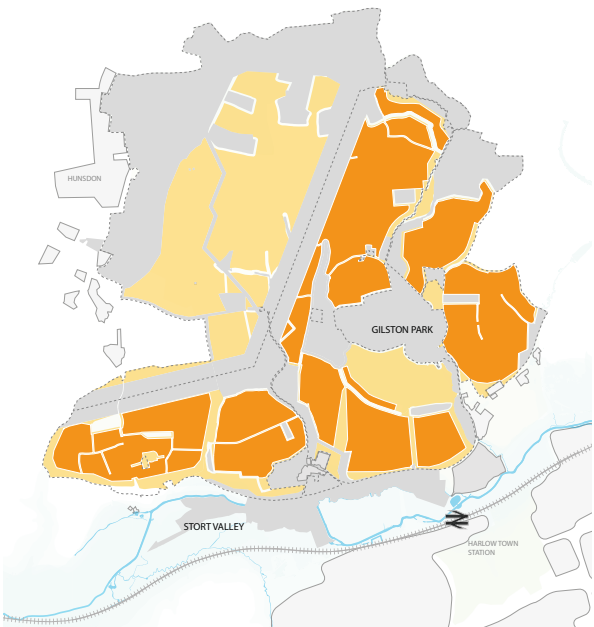 HUNSDON
GILSTON PARK
STORT VALLEY
HARLOW TOWN
STATION